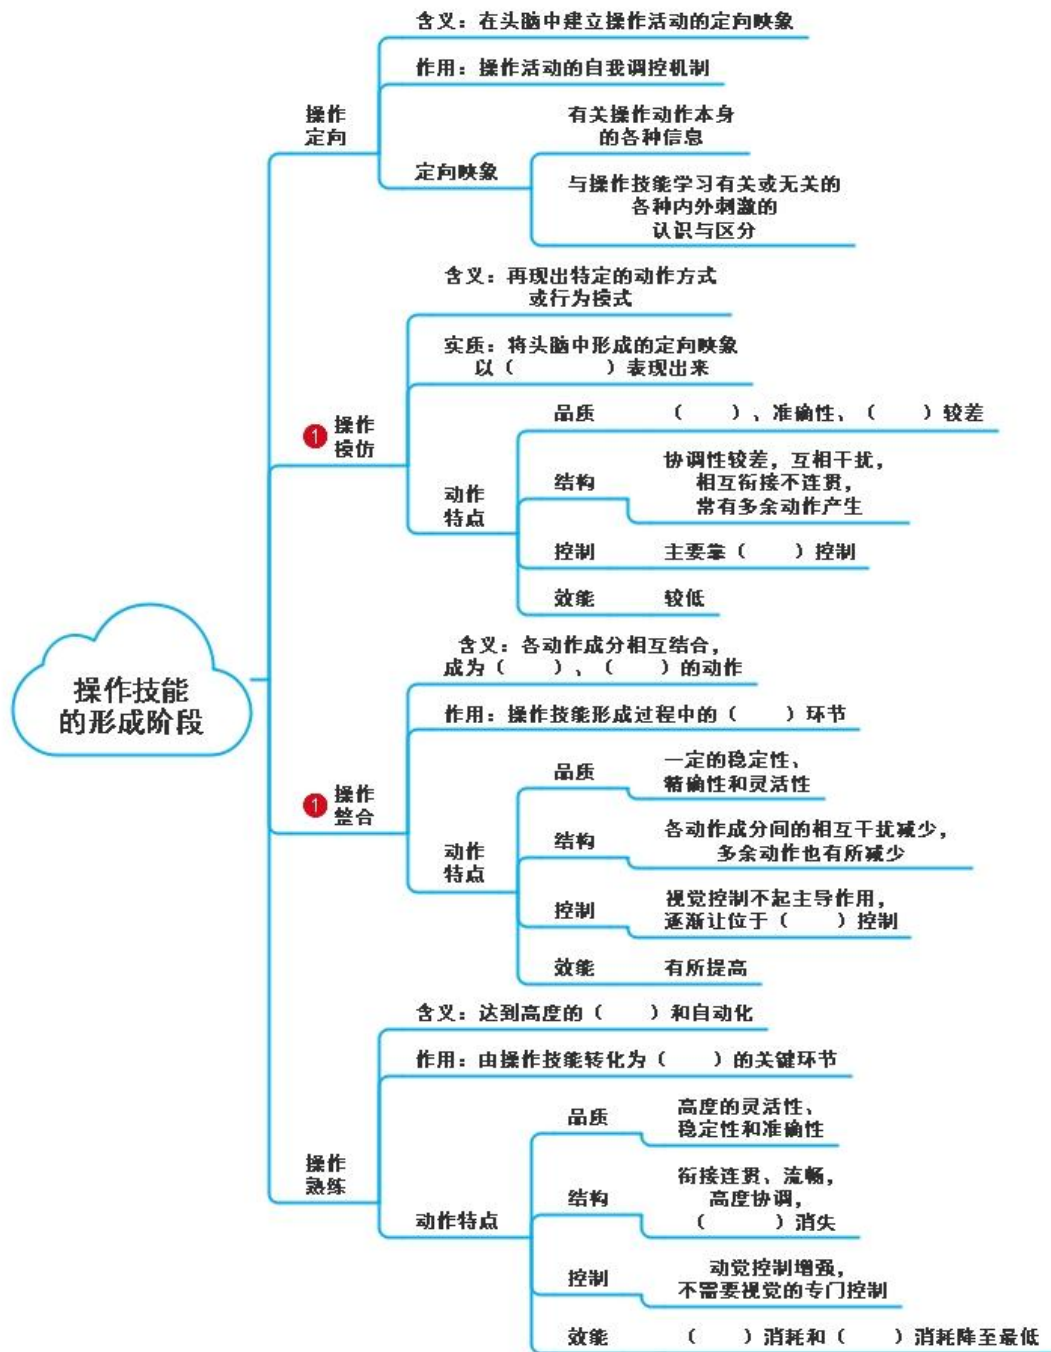 含义：在头脑中建立操作活动的定向映象
作用：操作活动的自我调控机制
操作
定向
有关操作动作本身
的各种信息
定向映象
与操作技能学习有关或无关的
各种内外刺激的
认识与区分
含义：再现出特定的动作方式
或行为模式
实质：将头脑中形成的定向映象
以（　　　　）表现出来
1 操作
模仿
品质
（　　）、准确性、（　　）较差
动作
特点
结构
协调性较差，互相干扰，
相互衔接不连贯，
常有多余动作产生
控制
主要靠（　　）控制
效能
较低
操作技能
的形成阶段
含义：各动作成分相互结合，
成为（　　）、（　　）的动作
作用：操作技能形成过程中的（　　）环节
1 操作
整合
品质
一定的稳定性、
精确性和灵活性
动作
特点
结构
各动作成分间的相互干扰减少，
多余动作也有所减少
控制
视觉控制不起主导作用，
逐渐让位于（　　）控制
效能
有所提高
含义：达到高度的（　　）和自动化
作用：由操作技能转化为（　　）的关键环节
操作
熟练
品质
高度的灵活性、
稳定性和准确性
动作特点
结构
衔接连贯、流畅，
高度协调，
（　　　）消失
控制
动觉控制增强，
不需要视觉的专门控制
效能
（　　）消耗和（　　）消耗降至最低